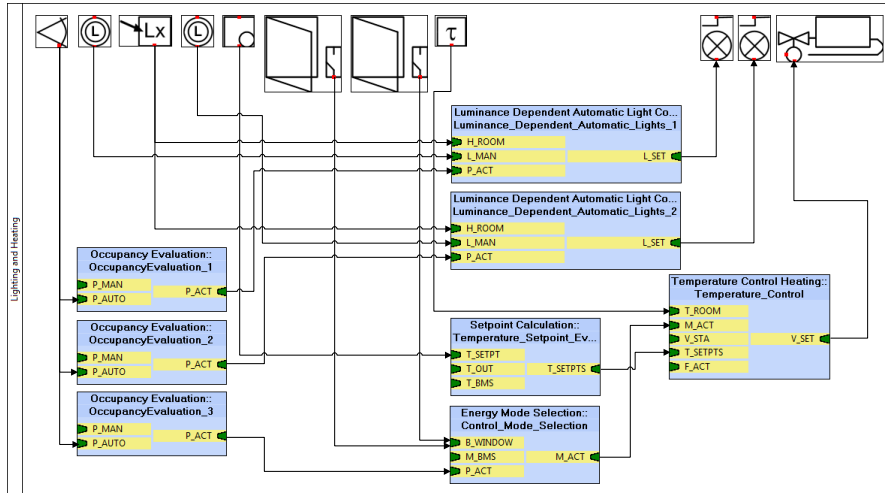 L
Lx
L
τ
Luminance Dependent Automatic Light Co...
Luminance_Dependent_Automatic_Lights_1
H_ROOM
L_MAN
L_SET
P_ACT
Luminance Dependent Automatic Light Co...
Luminance_Dependent_Automatic_Lights_2
H_ROOM
L_MAN
L_SET
P_ACT
Lighting and Heating
Occupancy Evaluation::
OccupancyEvaluation_1
P_MAN
P_ACT
P_AUTO
Temperature Control Heating::
Temperature_Control
T_ROOM
M_ACT
V_STA
V_SET
T_SETPTS
F_ACT
Occupancy Evaluation::
OccupancyEvaluation_2
P_MAN
P_ACT
P_AUTO
Setpoint Calculation::
Temperature_Setpoint_Ev...
T_SETPT
T_OUT
T_SETPTS
T_BMS
Occupancy Evaluation::
OccupancyEvaluation_3
P_MAN
P_ACT
P_AUTO
Energy Mode Selection::
Control_Mode_Selection
B_WINDOW
M_BMS
M_ACT
P_ACT